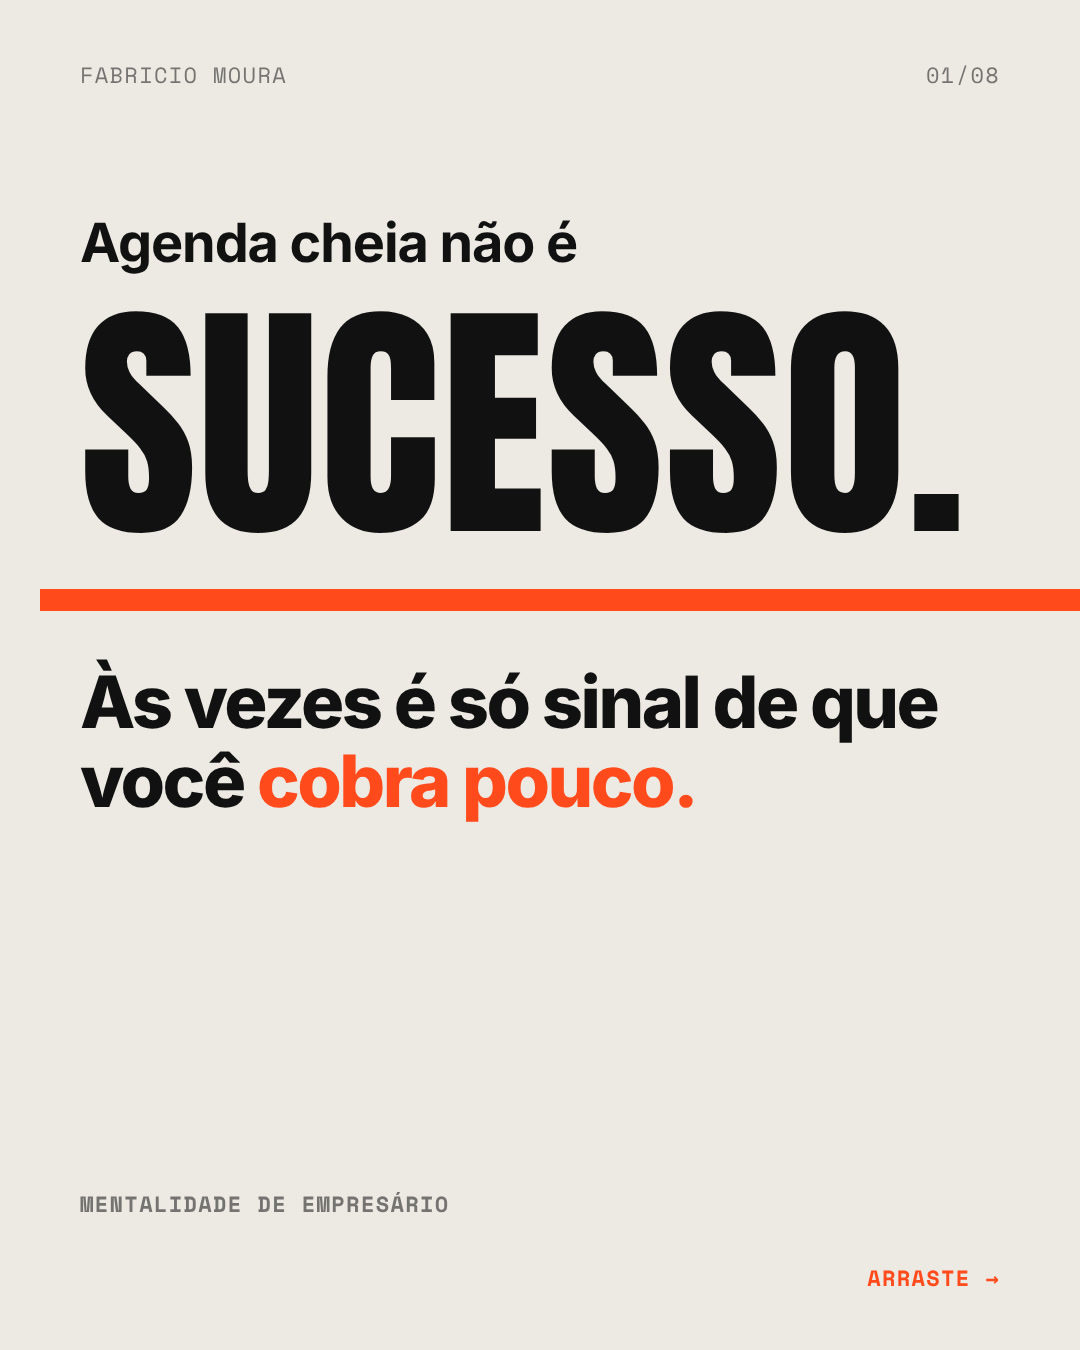 FABRICIO MOURA
01/08
Agenda cheia não é
SUCESSO.
Às vezes é só sinal de que
você cobra pouco.
MENTALIDADE DE EMPRESÁRIO
ARRASTE →